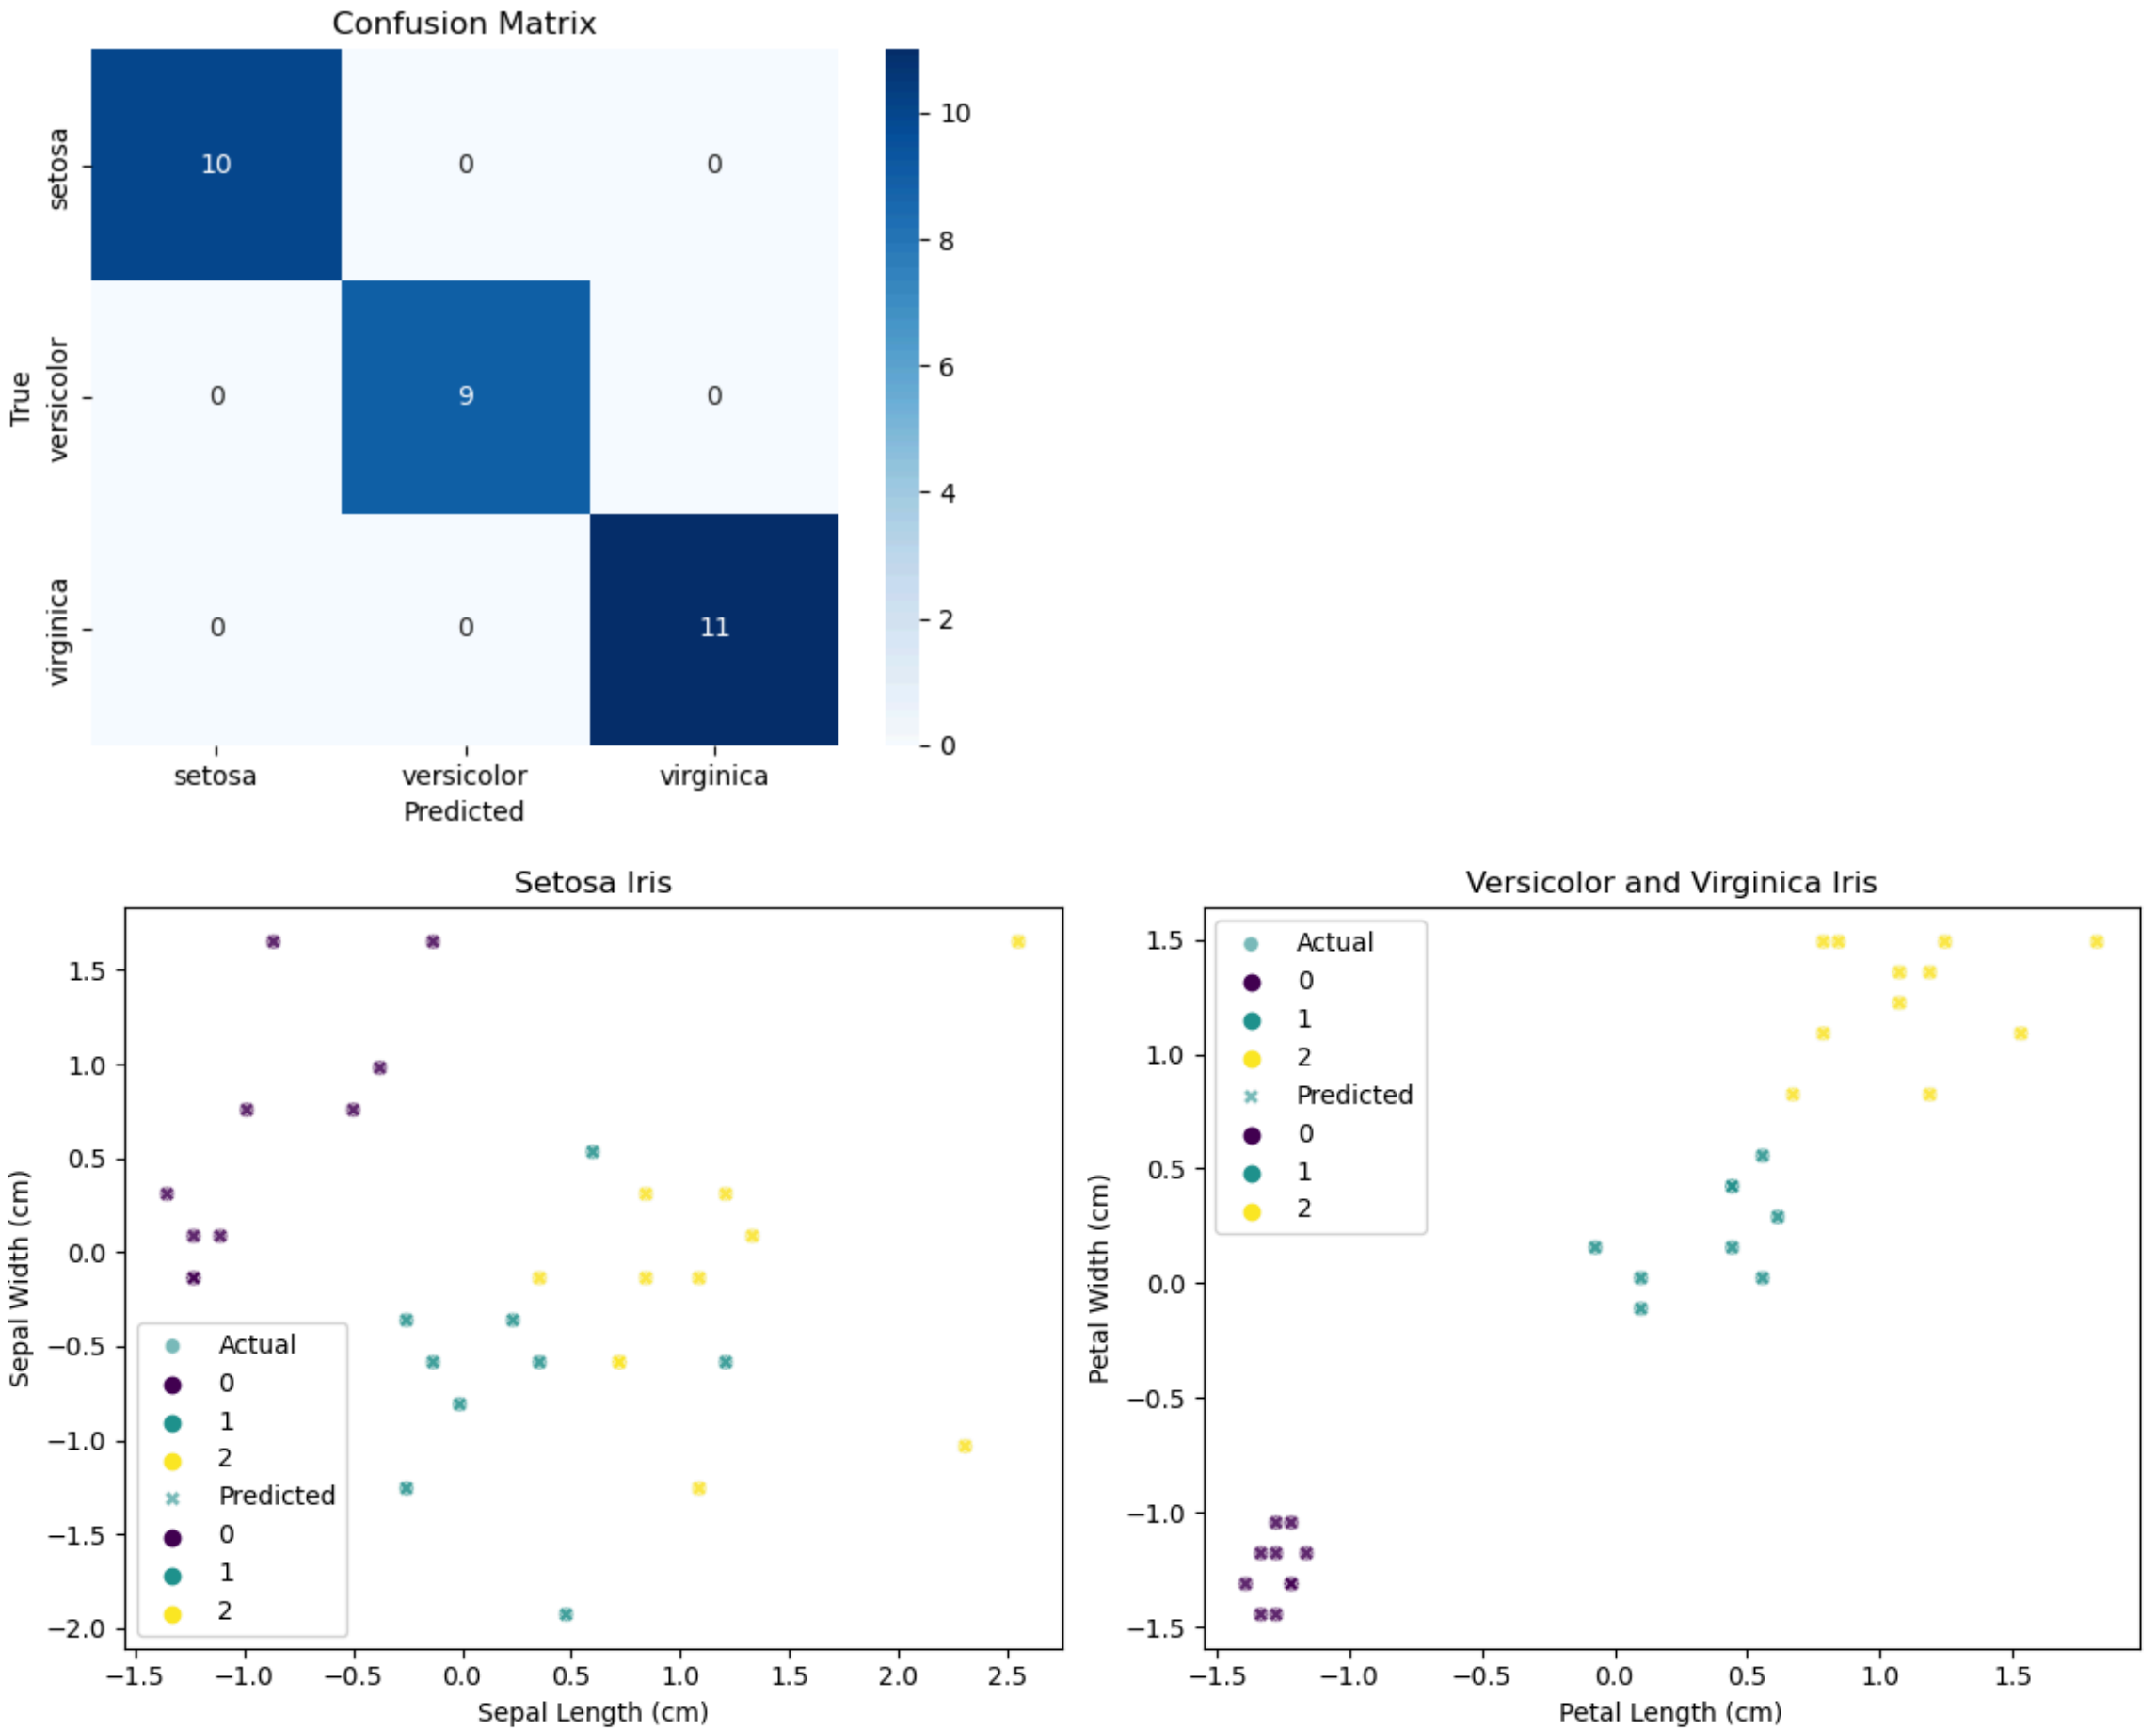 Confusion Matrix
setosa
versicolor
virginica
True
10 0 0
0 9 0
0 0 11
10
8
6
4
2
0
setosa versicolor virginica
Predicted
Setosa Iris
Sepal Width (cm)
1.5
1.0
0.5
0.0
−0.5
−1.0
−1.5
−2.0
Actual
0
1
2
Predicted
0
1
2
−1.5 −1.0 −0.5 0.0 0.5 1.0 1.5 2.0 2.5
Sepal Length (cm)
Versicolor and Virginica Iris
Petal Width (cm)
1.5
1.0
0.5
0.0
−0.5
−1.0
−1.5
Actual
0
1
2
Predicted
0
1
2
−1.5 −1.0 −0.5 0.0 0.5 1.0 1.5
Petal Length (cm)